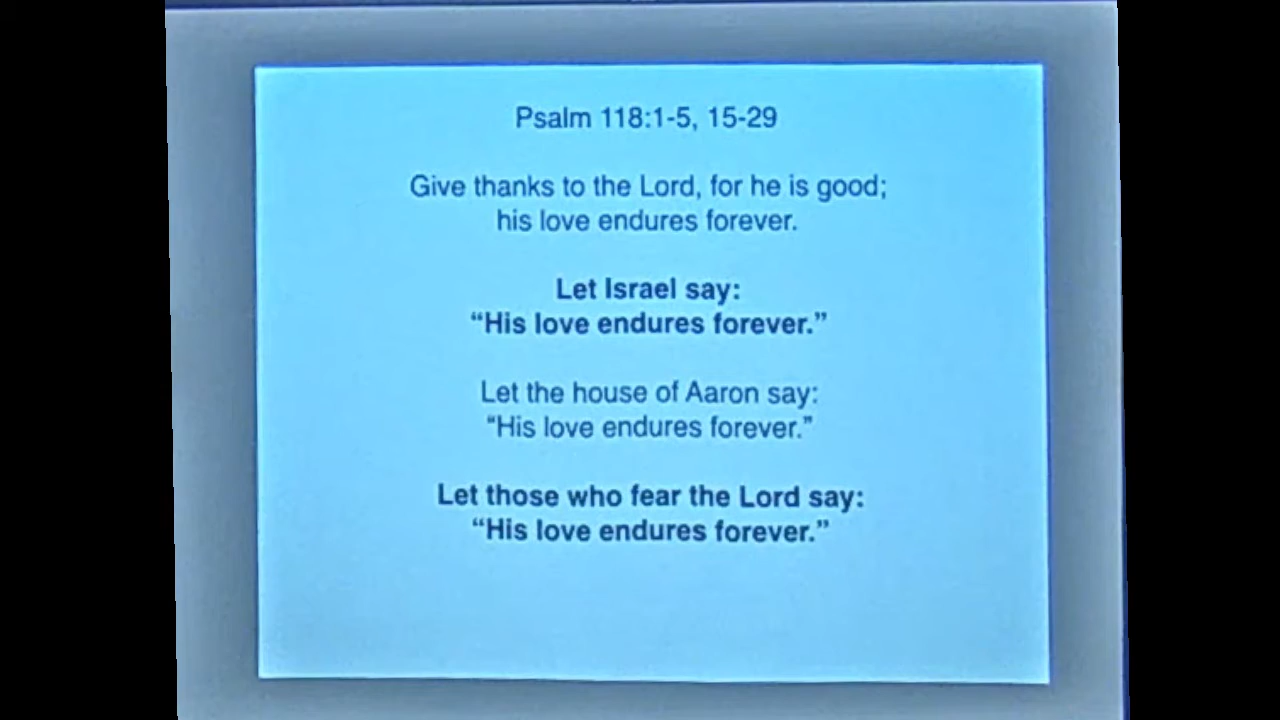 Psalm 118:1-5, 15-29
Give thanks to the Lord, for he is good;
his love endures forever.
Let Israel say:
“His love endures forever.”
Let the house of Aaron say:
“His love endures forever.”
Let those who fear the Lord say:
“His love endures forever.”